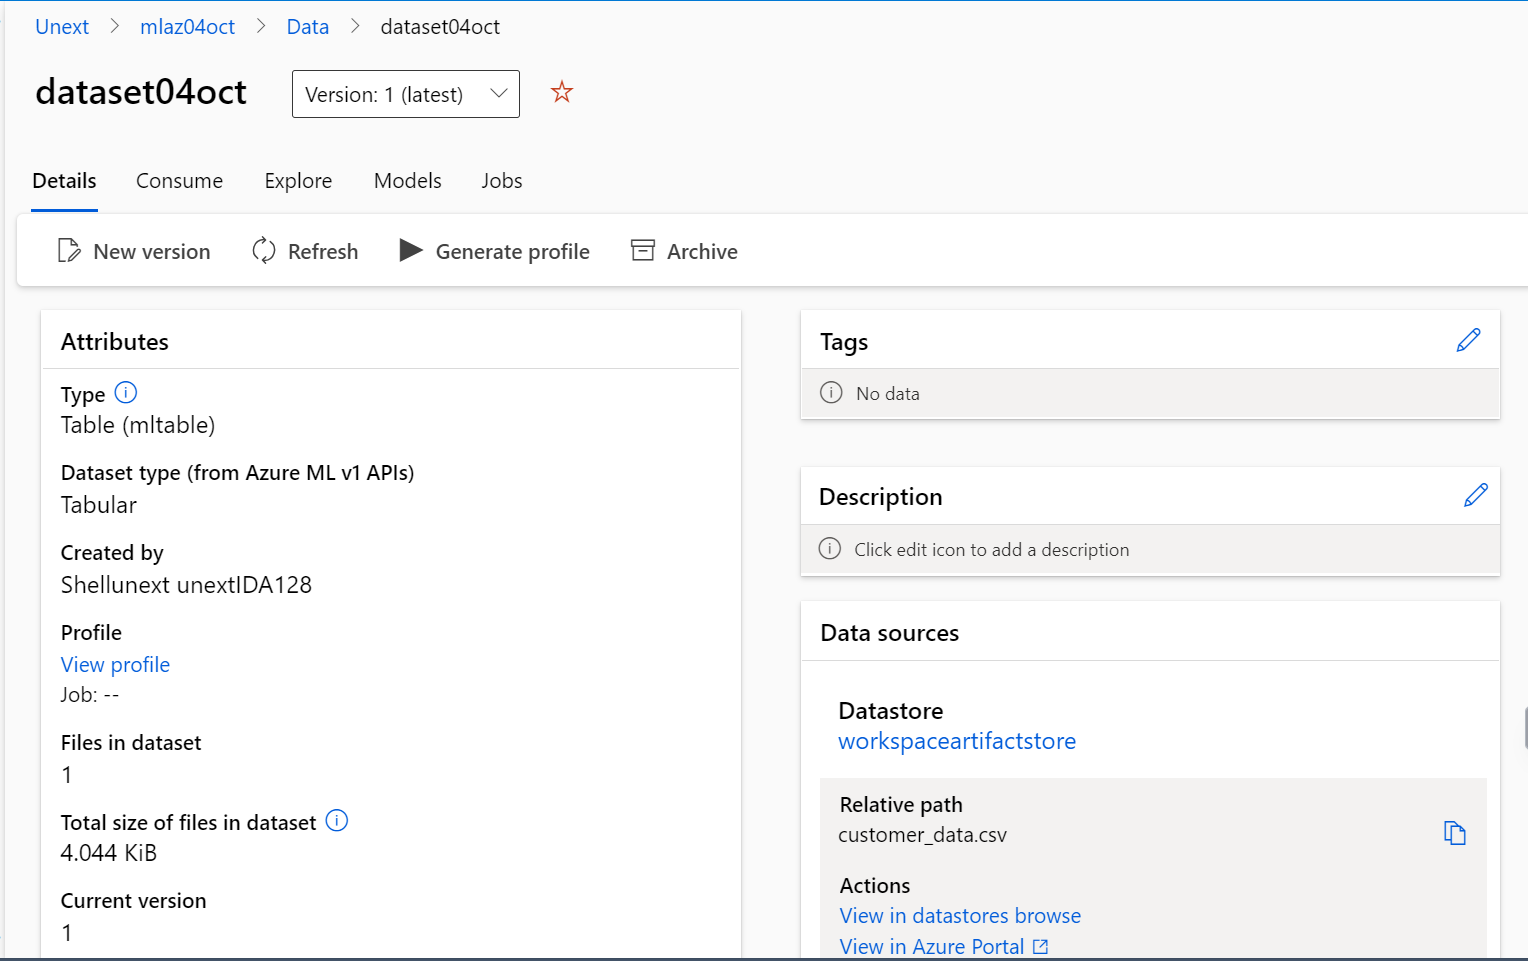 Unext > mlaz04oct > Data > dataset04oct
dataset04oct Version: 1 (latest)
Details Consume Explore Models Jobs
New version Refresh Generate profile Archive
Attributes
Type
Table (mltable)
Dataset type (from Azure ML v1 APIs)
Tabular
Created by
Shellunext unextIDA128
Profile
View profile
Job: --
Files in dataset
1
Total size of files in dataset
4.044 KiB
Current version
1
Tags
No data
Description
Click edit icon to add a description
Data sources
Datastore
workspaceartifactstore
Relative path
customer_data.csv
Actions
View in datastores browse
View in Azure Portal